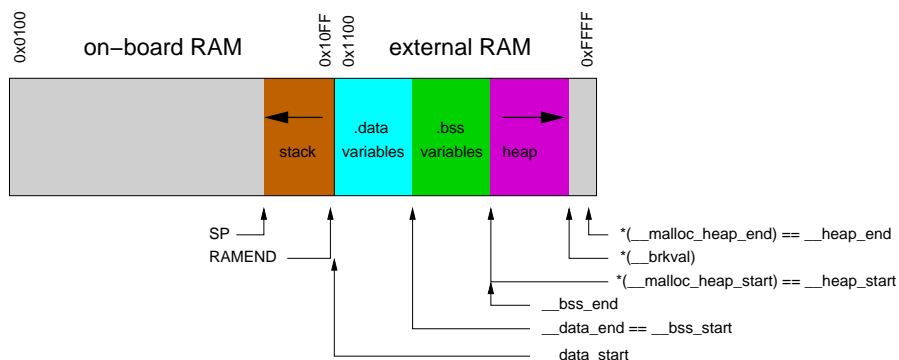 0x0100
on−board RAM
0x10FF
0x1100
external RAM
0xFFFF
stack
.data
variables
.bss
variables
heap
SP
RAMEND
*(__malloc_heap_end) == __heap_end
*(__brkval)
*(__malloc_heap_start) == __heap_start
__bss_end
__data_end == __bss_start
__data_start